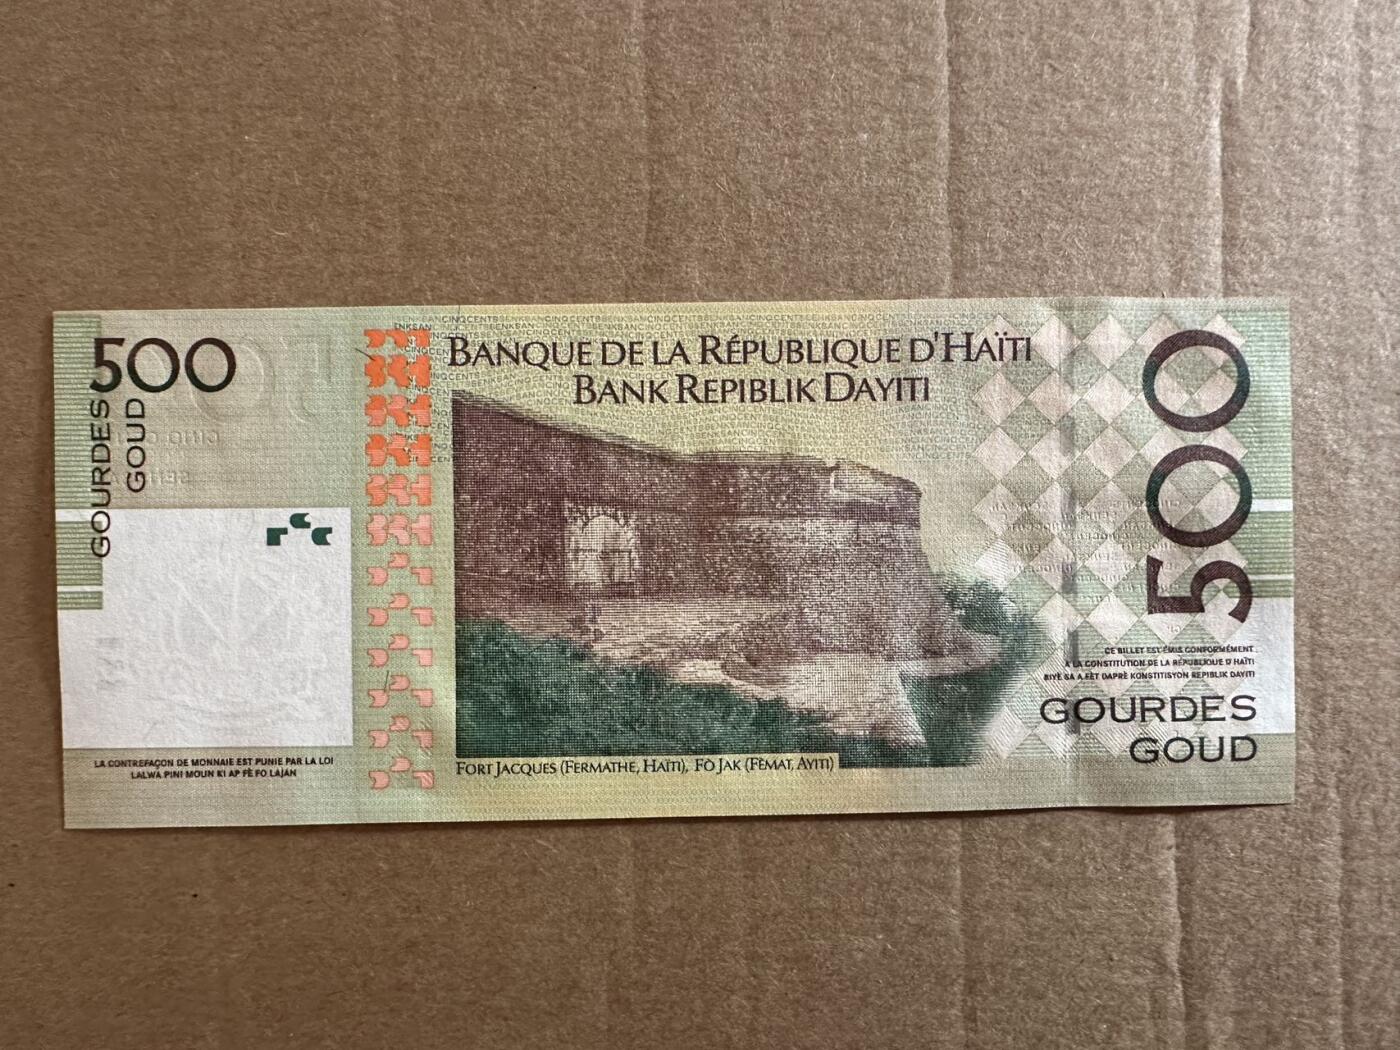 500
GOURDES
GOUD
BANQUE DE LA RÉPUBLIQUE D'HAÏTI
BANK REPIBLIK DAYITI
500
CE BILLET EST ÉMIS CONFORMÉMENT
À LA CONSTITUTION DE LA RÉPUBLIQUE D'HAÏTI
BIYÈ SA A FÈT DAPRÈ KONSTITISYON REPIBLIK DAYITI
GOURDES
GOUD
LA CONTREFAÇON DE MONNAIE EST PUNIE PAR LA LOI
LALWA PINI MOUN KI AP FÈ FO LAJAN
FORT JACQUES (FERMATHE, HAÏTI), FÒ JAK (FÈMAT, AYITI)